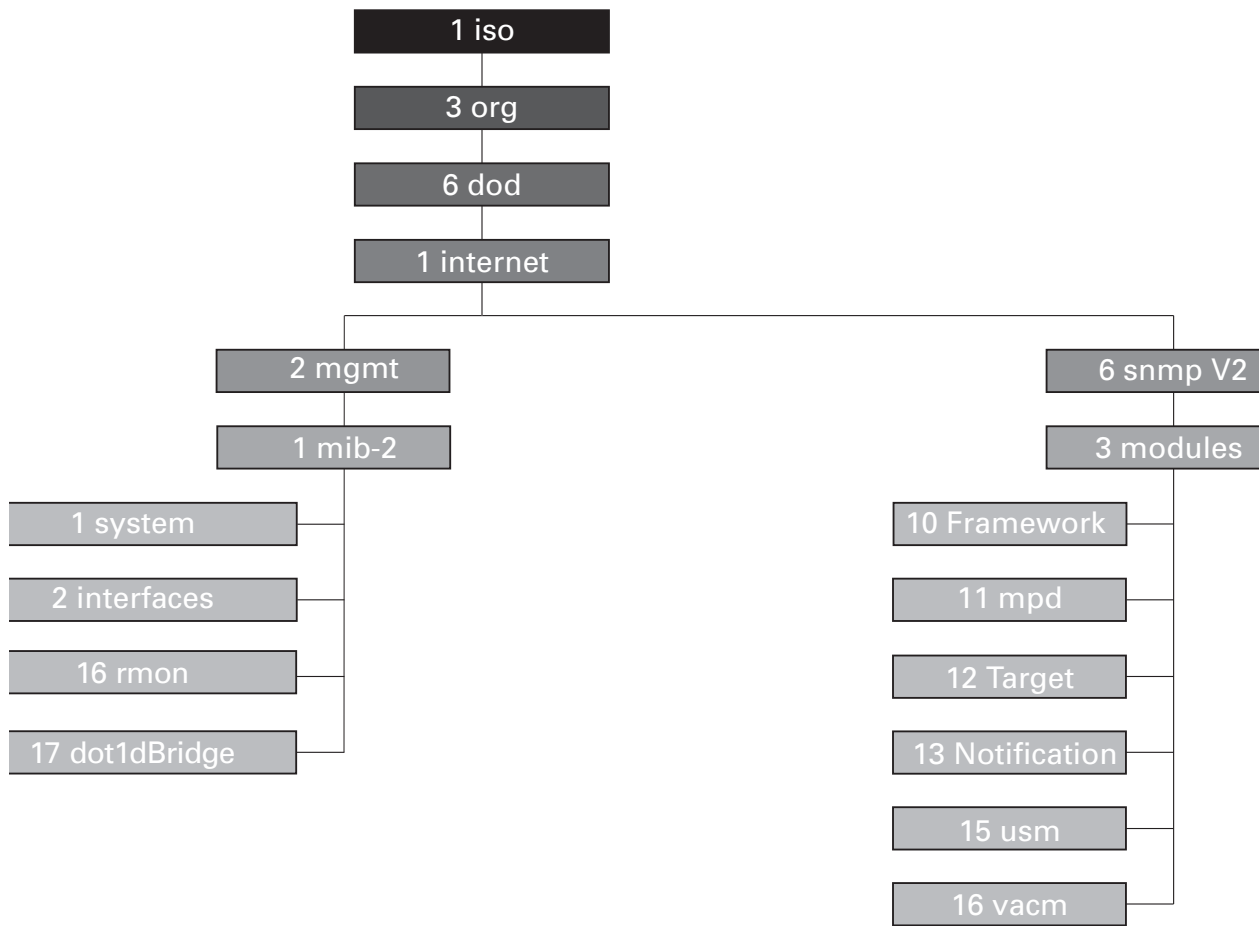 1 iso
3 org
6 dod
1 internet
2 mgmt
6 snmp V2
1 mib-2
3 modules
1 system
10 Framework
2 interfaces
11 mpd
16 rmon
12 Target
17 dot1dBridge
13 Notification
15 usm
16 vacm